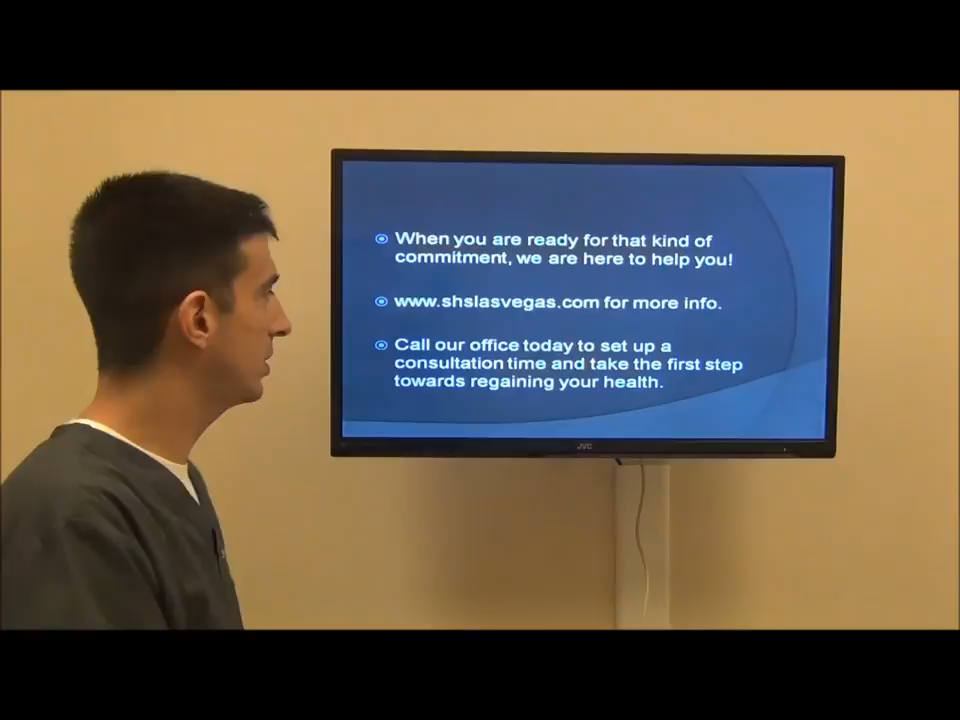 When you are ready for that kind of
commitment, we are here to help you!
www.shslasvegas.com for more info.
Call our office today to set up a
consultation time and take the first step
towards regaining your health.
JVC